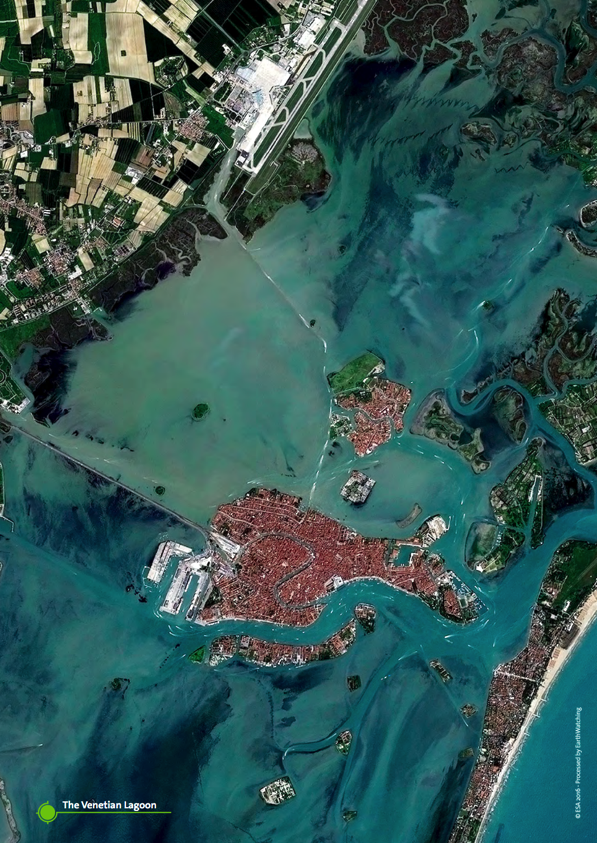 The Venetian Lagoon
© ESA 2016 - Processed by EarthWatching